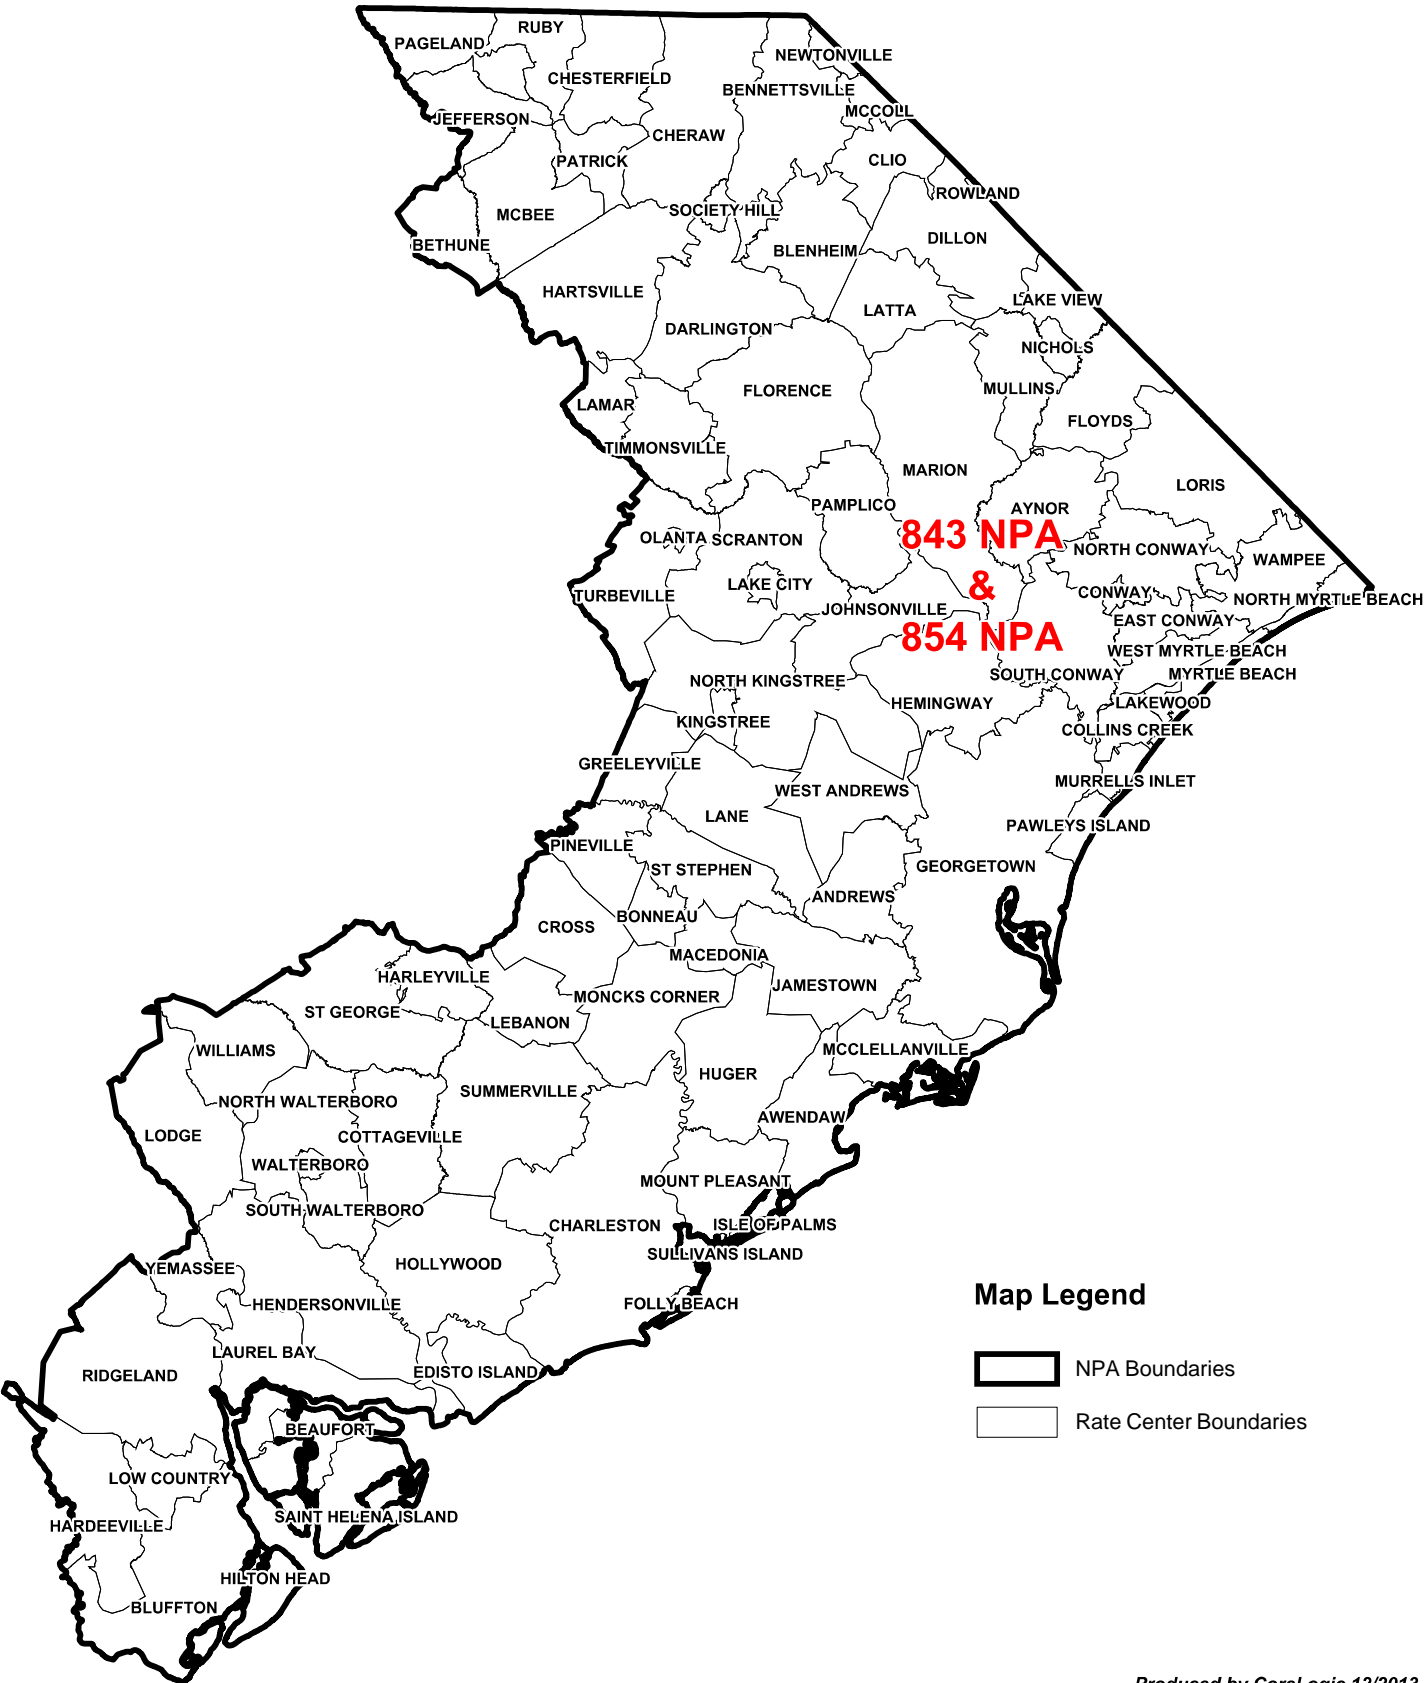 RUBY
PAGELAND
NEWTONVILLE
CHESTERFIELD
BENNETTSVILLE
MCCOLL
JEFFERSON
CHERAW
PATRICK
CLIO
ROWLAND
SOCIETY HILL
MCBEE
DILLON
BETHUNE
BLENHEIM
HARTSVILLE
LAKE VIEW
LATTA
DARLINGTON
NICHOLS
FLORENCE
MULLINS
LAMAR
FLOYDS
TIMMONSVILLE
MARION
LORIS
PAMPLICO
AYNOR
843 NPA
&
854 NPA
OLANTA
SCRANTON
NORTH CONWAY
WAMPEE
LAKE CITY
CONWAY
TURBEVILLE
NORTH MYRTLE BEACH
JOHNSONVILLE
EAST CONWAY
WEST MYRTLE BEACH
SOUTH CONWAY
MYRTLE BEACH
NORTH KINGSTREE
HEMINGWAY
LAKEWOOD
KINGSTREE
COLLINS CREEK
GREELEYVILLE
MURRELLS INLET
WEST ANDREWS
LANE
PAWLEYS ISLAND
PINEVILLE
GEORGETOWN
ST STEPHEN
ANDREWS
BONNEAU
CROSS
MACEDONIA
HARLEYVILLE
JAMESTOWN
MONCKS CORNER
ST GEORGE
LEBANON
WILLIAMS
MCCLELLANVILLE
HUGER
SUMMERVILLE
NORTH WALTERBORO
AWENDAW
LODGE
COTTAGEVILLE
WALTERBORO
MOUNT PLEASANT
SOUTH WALTERBORO
CHARLESTON
ISLE OF PALMS
SULLIVANS ISLAND
HOLLYWOOD
YEMASSEE
HENDERSONVILLE
FOLLY BEACH
LAUREL BAY
EDISTO ISLAND
RIDGELAND
BEAUFORT
LOW COUNTRY
SAINT HELENA ISLAND
HARDEEVILLE
HILTON HEAD
BLUFFTON
Map Legend
NPA Boundaries
Rate Center Boundaries
Produced by CoreLogic 12/2013